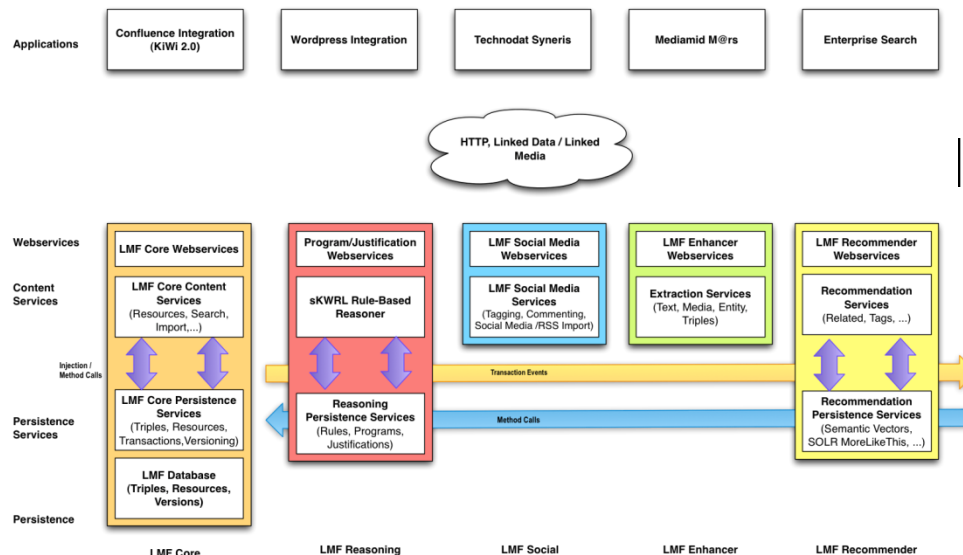 Applications
Confluence Integration
(KiWi 2.0)
Wordpress Integration
Technodat Syneris
Mediamid M@rs
Enterprise Search
HTTP, Linked Data / Linked
Media
Webservices
LMF Core Webservices
Program/Justification
Webservices
LMF Social Media
Webservices
LMF Enhancer
Webservices
LMF Recommender
Webservices
Content
Services
LMF Core Content
Services
(Resources, Search,
Import,...)
sKWRL Rule-Based
Reasoner
LMF Social Media
Services
(Tagging, Commenting,
Social Media /RSS Import)
Extraction Services
(Text, Media, Entity,
Triples)
Recommendation
Services
(Related, Tags, ...)
Injection /
Method Calls
Transaction Events
Persistence
Services
LMF Core Persistence
Services
(Triples, Resources,
Transactions,Versioning)
Reasoning
Persistence Services
(Rules, Programs,
Justifications)
Method Calls
Recommendation
Persistence Services
(Semantic Vectors,
SOLR MoreLikeThis, ...)
LMF Database
(Triples, Resources,
Versions)
Persistence
LMF Core
LMF Reasoning
LMF Social
LMF Enhancer
LMF Recommender